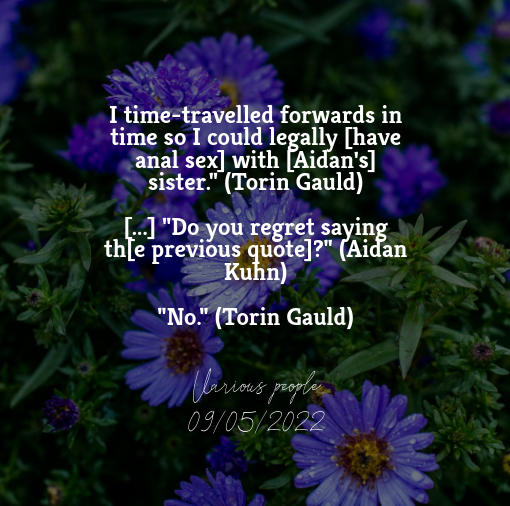 I time-travelled forwards in
time so I could legally [have
anal sex] with [Aidan's]
sister." (Torin Gauld)
[...] "Do you regret saying
th[e previous quote]?" (Aidan
Kuhn)
"No." (Torin Gauld)
Various people
09/05/2022